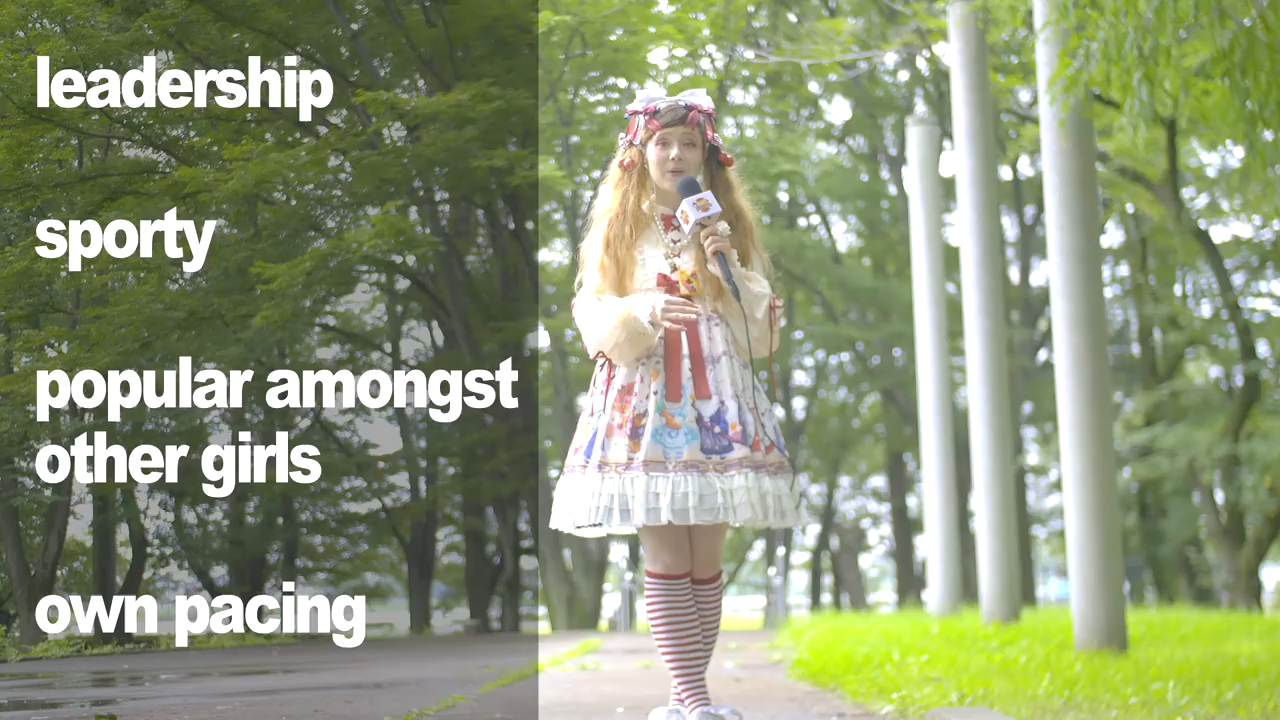 leadership
sporty
popular amongst
other girls
own pacing